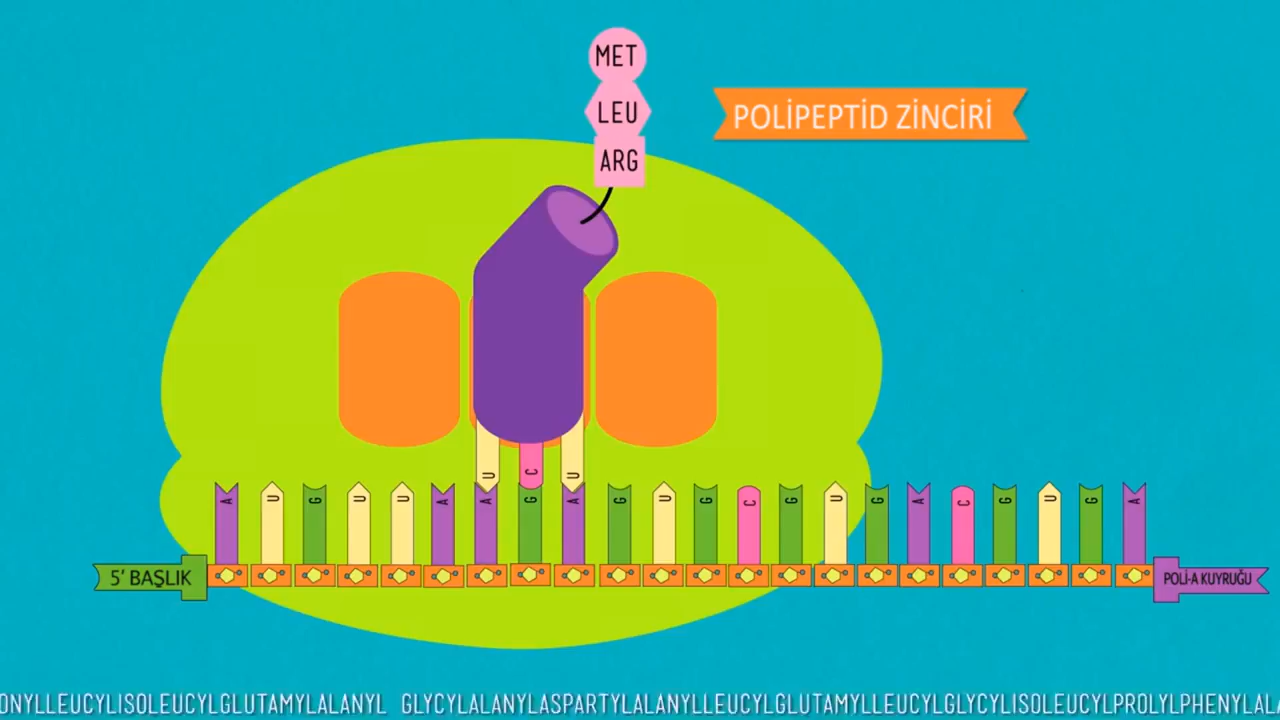 MET
LEU
ARG
POLİPEPTİD ZİNCİRİ
U C U
A U G U U A A G A G U G C G U G A C G U G A
5' BAŞLIK
POLİ-A KUYRUĞU
ONYLLEUCYLISOLEUCYLGLUTAMYLALANYL GLYCYLALANYLASPARTYLALANYLLEUCYLGLUTAMYLLEUCYLGLYCYLISOLEUCYLPROLYLPHENYLALA